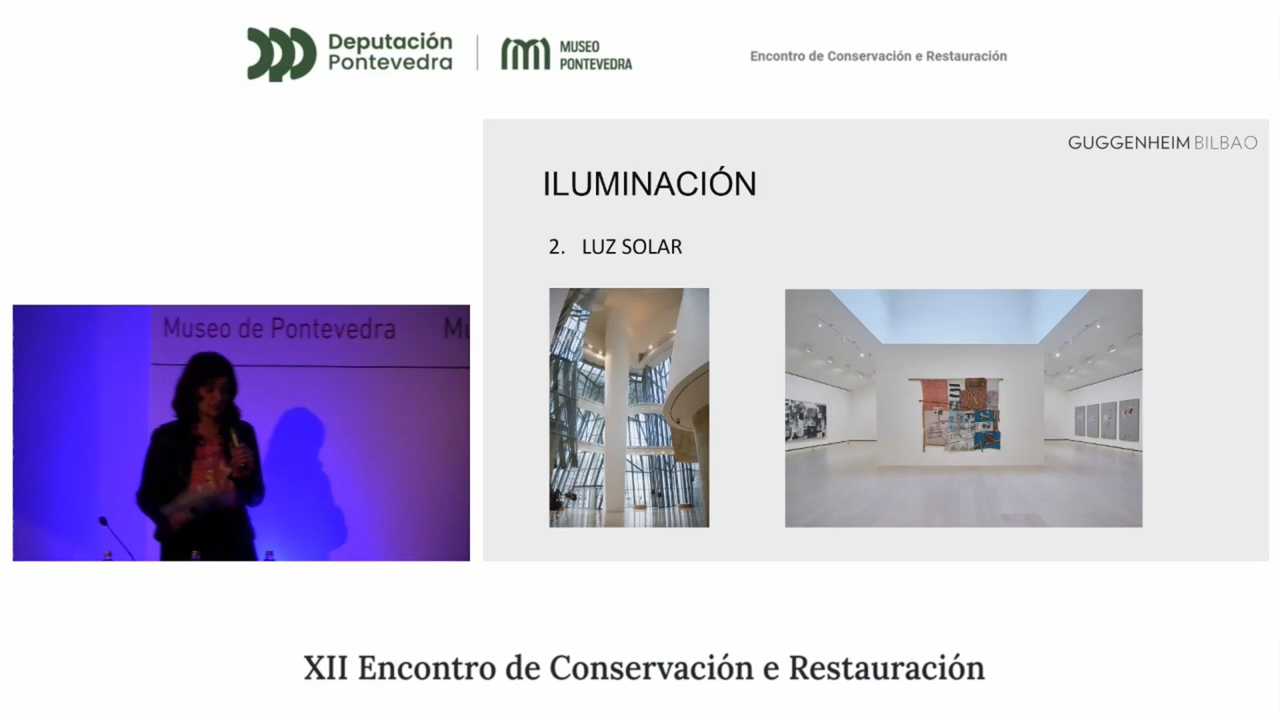 Deputación
Pontevedra
MUSEO
PONTEVEDRA
Encontro de Conservación e Restauración
GUGGENHEIM BILBAO
ILUMINACIÓN
2. LUZ SOLAR
Museo de Pontevedra
XII Encontro de Conservación e Restauración